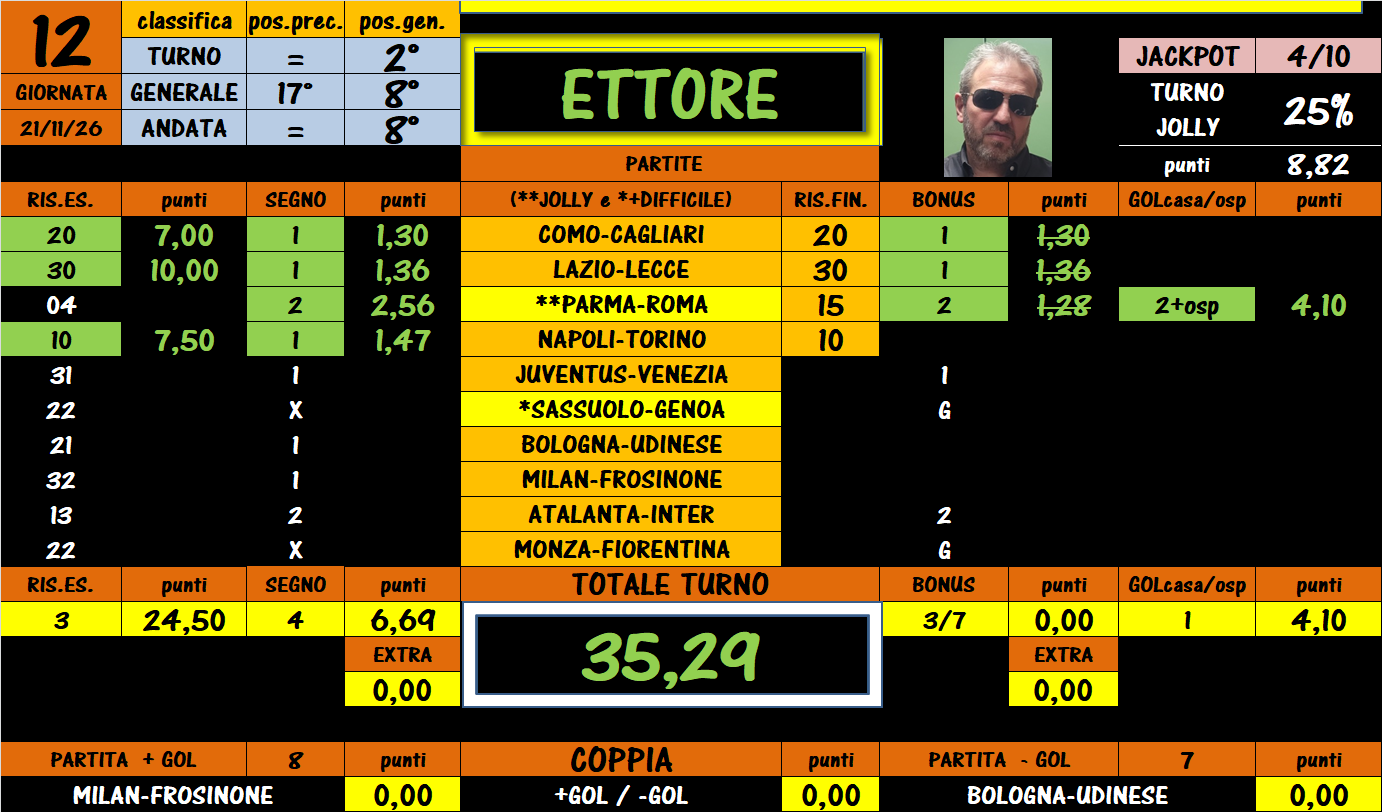 12 classifica pos.prec. pos.gen.
TURNO = 2° ETTORE JACKPOT 4/10
GIORNATA GENERALE 17° 8° TURNO JOLLY 25%
21/11/26 ANDATA = 8°
PARTITE punti 8,82
RIS.ES. punti SEGNO punti (**JOLLY e *+DIFFICILE) RIS.FIN. BONUS punti GOLcasa/osp punti
20 7,00 1 1,30 COMO-CAGLIARI 20 1 1,30
30 10,00 1 1,36 LAZIO-LECCE 30 1 1,36
04 2 2,56 **PARMA-ROMA 15 2 1,28 2+osp 4,10
10 7,50 1 1,47 NAPOLI-TORINO 10
31 1 JUVENTUS-VENEZIA 1
22 X *SASSUOLO-GENOA G
21 1 BOLOGNA-UDINESE
32 1 MILAN-FROSINONE
13 2 ATALANTA-INTER 2
22 X MONZA-FIORENTINA G
RIS.ES. punti SEGNO punti TOTALE TURNO BONUS punti GOLcasa/osp punti
3 24,50 4 6,69 35,29 3/7 0,00 1 4,10
EXTRA EXTRA
0,00 0,00
PARTITA + GOL 8 punti COPPIA punti PARTITA - GOL 7 punti
MILAN-FROSINONE 0,00 +GOL / -GOL 0,00 BOLOGNA-UDINESE 0,00